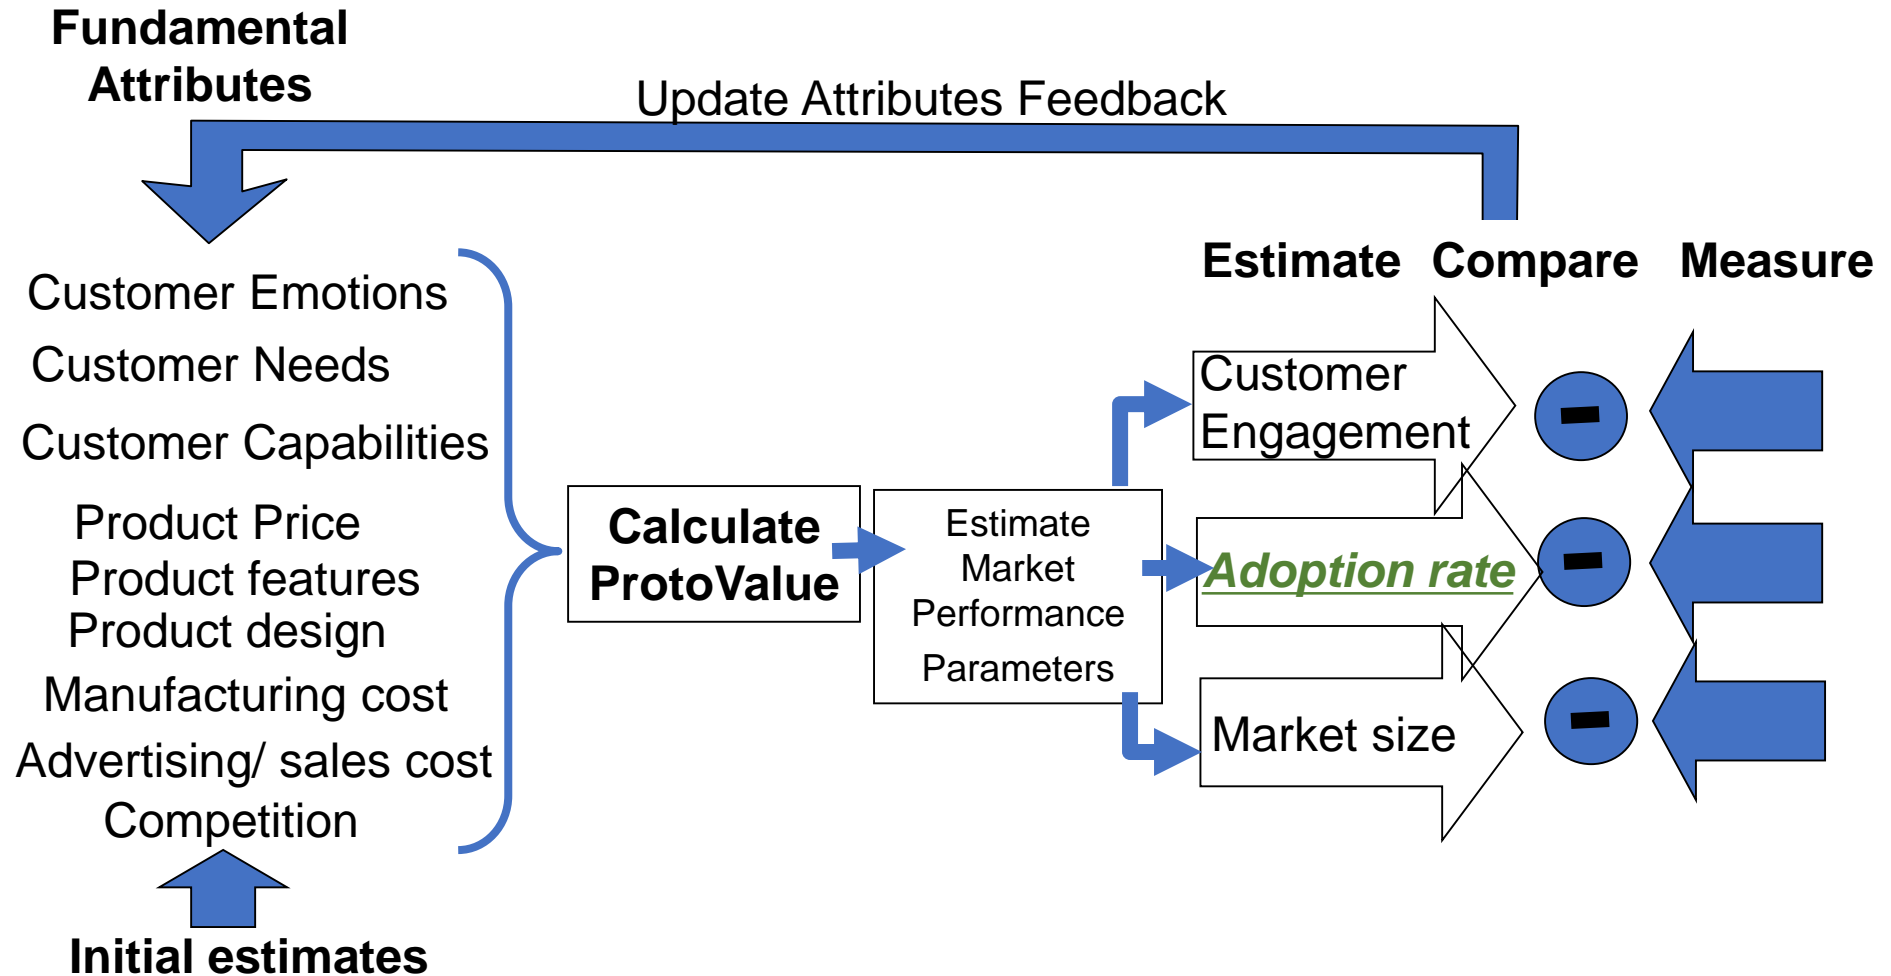 Fundamental
Attributes
Update Attributes Feedback
Estimate Compare Measure
Customer Emotions
Customer Needs
Customer Capabilities
Product Price
Product features
Product design
Manufacturing cost
Advertising/ sales cost
Competition
Initial estimates
Calculate
ProtoValue
Estimate
Market
Performance
Parameters
Customer
Engagement
Adoption rate
Market size